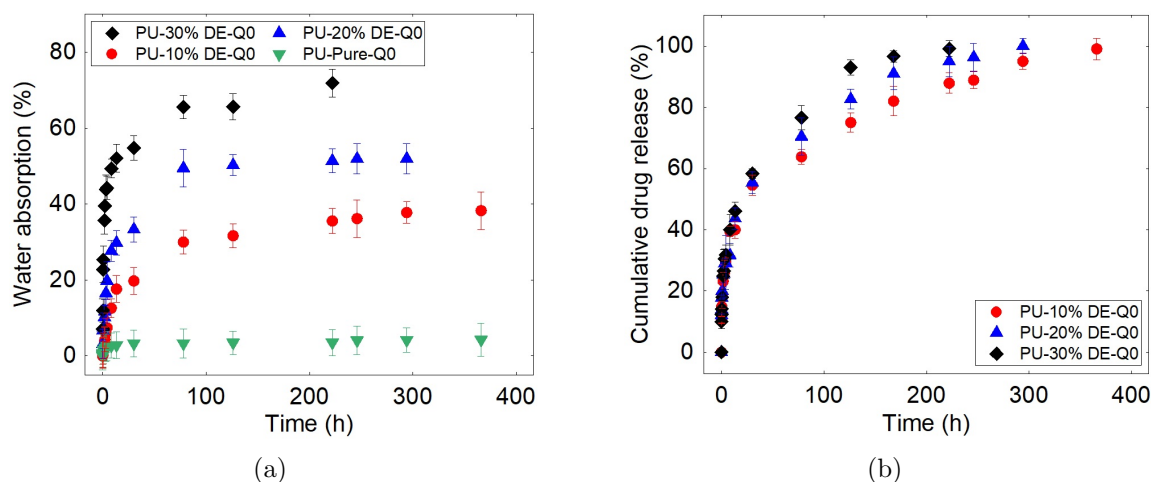 PU-30% DE-Q0 PU-20% DE-Q0
PU-10% DE-Q0 PU-Pure-Q0
Water absorption (%)
80
60
40
20
0
0 100 200 300 400
Time (h)
(a)
Cumulative drug release (%)
100
80
60
40
20
0
PU-10% DE-Q0
PU-20% DE-Q0
PU-30% DE-Q0
0 100 200 300 400
Time (h)
(b)